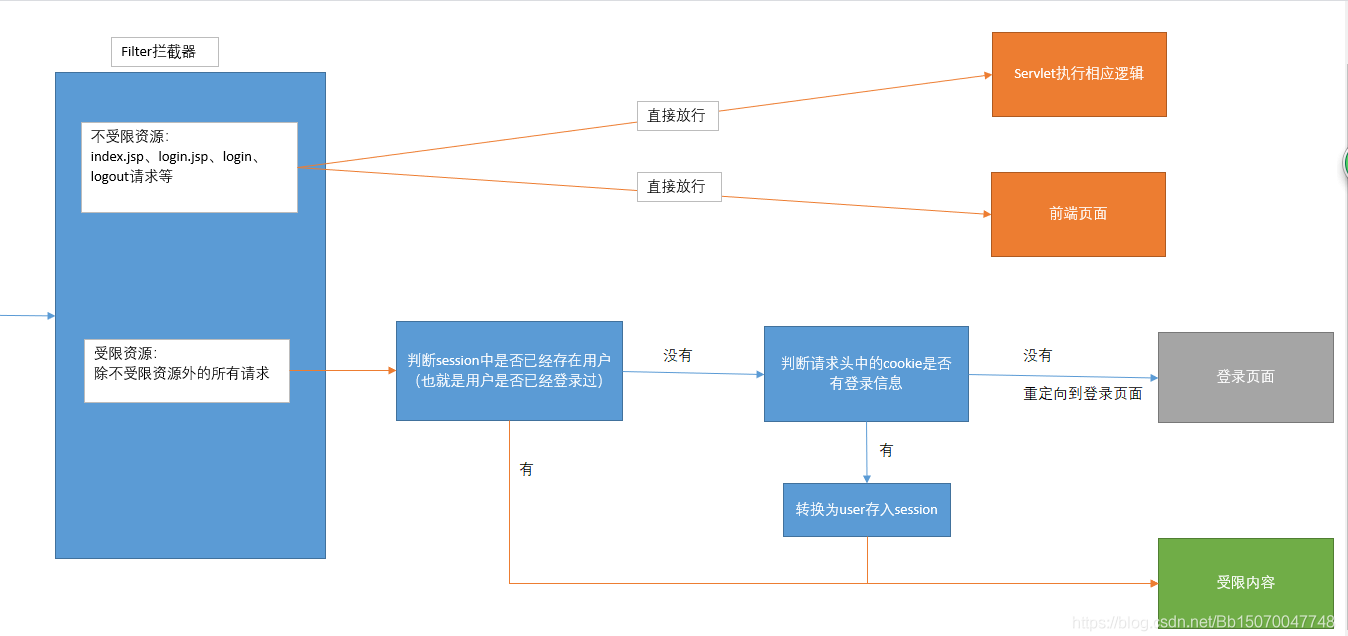 Filter拦截器
不受限资源：
index.jsp、login.jsp、login、
logout请求等
直接放行
Servlet执行相应逻辑
直接放行
前端页面
受限资源：
除不受限资源外的所有请求
判断session中是否已经存在用户
（也就是用户是否已经登录过）
没有
判断请求头中的cookie是否
有登录信息
没有
重定向到登录页面
登录页面
有
有
转换为user存入session
受限内容
https://blog.csdn.net/Bb15070047748